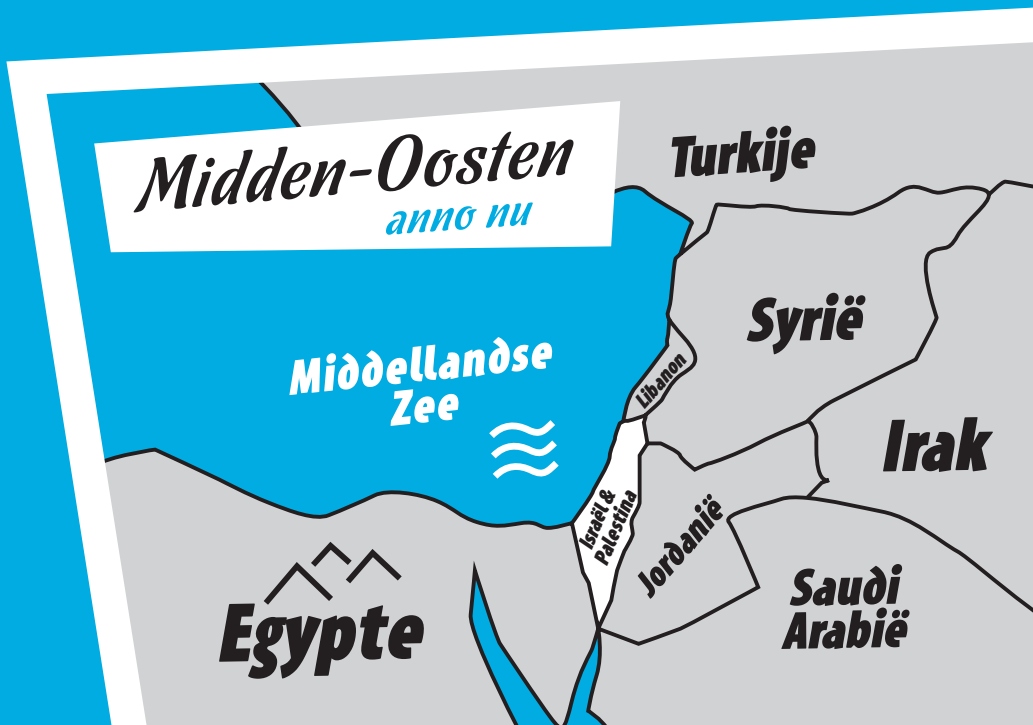 Midden-Oosten
anno nu
Turkije
Syrië
Middellandse
Zee
Libanon
Irak
Israël &
Palestina
Jordanië
Saudi
Arabië
Egypte